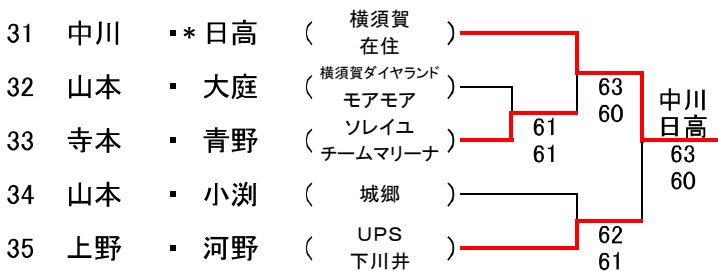 31 中川 ・*日高 ( 横須賀 在住 )
32 山本 ・ 大庭 ( 横須賀ダイヤランド モアモア )
33 寺本 ・ 青野 ( ソレイユ チームマリーナ )
34 山本 ・ 小渕 ( 城郷 )
35 上野 ・ 河野 ( UPS 下川井 )
61
61
63
60
62
61
中川
日高
63
60